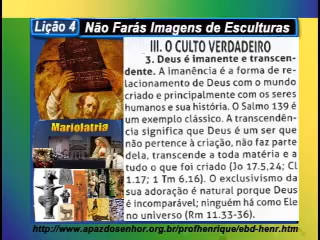 Lição 4 Não Farás Imagens de Esculturas
III. O CULTO VERDADEIRO
3. Deus é imanente e transcen-
dente. A imanência é a forma de re-
lacionamento de Deus com o mundo
criado e principalmente com os seres
humanos e sua história. O Salmo 139 é
um exemplo clássico. A transcendên-
cia significa que Deus é um ser que
não pertence à criação, não faz parte
dela, transcende a toda matéria e a
tudo o que foi criado (Jo 17.5,24; Cl
1.17; 1 Tm 6.16). O exclusivismo da
sua adoração é natural porque Deus
é incomparável; ninguém há como Ele
no universo (Rm 11.33-36).
Mariolatria
http://www.apazdosenhor.org.br/profhenrique/ebd-henr.htm